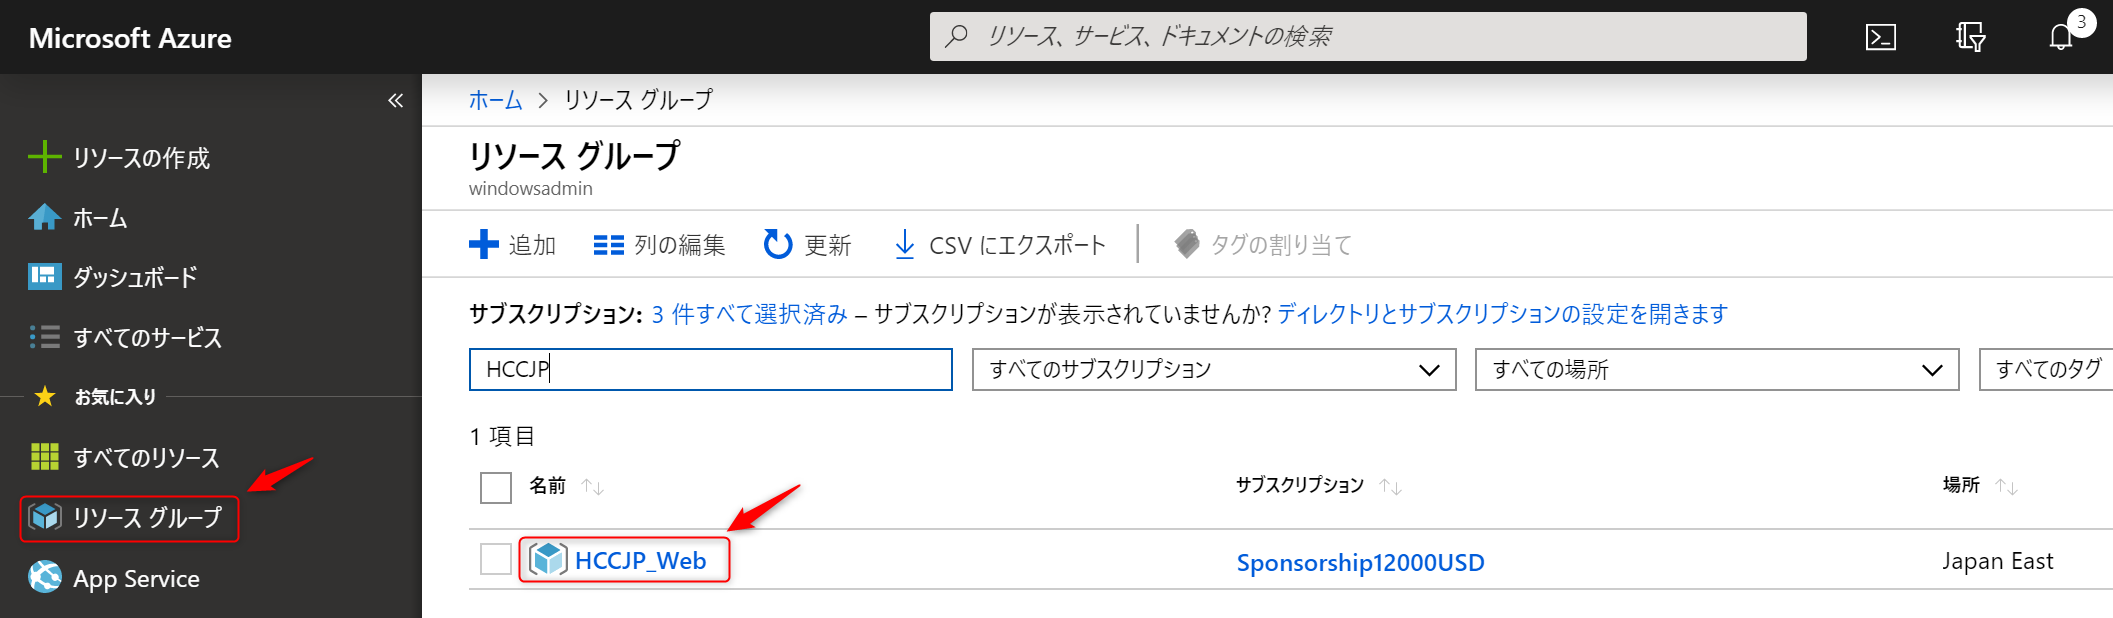 Microsoft Azure
リソース、サービス、ドキュメントの検索
3
«
リソースの作成
ホーム
ダッシュボード
すべてのサービス
お気に入り
すべてのリソース
リソース グループ
App Service
ホーム > リソース グループ
リソース グループ
windowsadmin
追加 列の編集 更新 CSV にエクスポート タグの割り当て
サブスクリプション: 3 件すべて選択済み – サブスクリプションが表示されていませんか? ディレクトリとサブスクリプションの設定を開きます
HCCJP すべてのサブスクリプション すべての場所 すべてのタグ
1 項目
名前 ↑↓ サブスクリプション ↑↓ 場所 ↑↓
HCCJP_Web Sponsorship12000USD Japan East